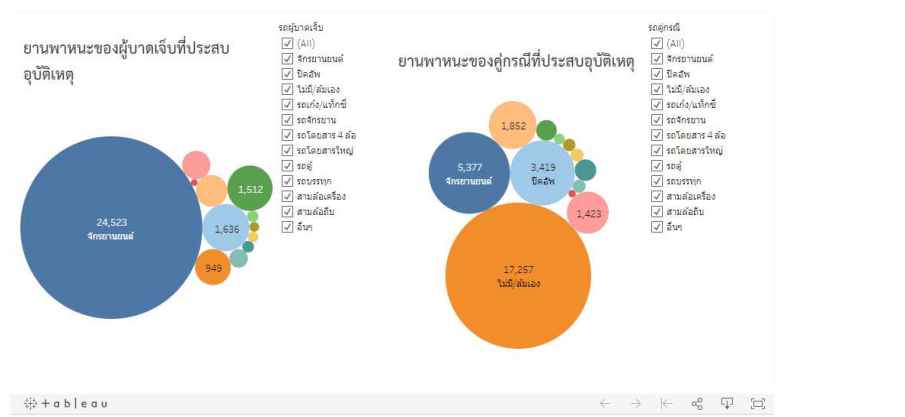 ยานพาหนะของผู้บาดเจ็บที่ประสบ
อุบัติเหตุ
24,523
จักรยานยนต์
1,512
1,636
949
รถผู้บาดเจ็บ
(All)
จักรยานยนต์
ปิคอัพ
ไม่มี/ล้มเอง
รถเก๋ง/แท็กซี่
รถจักรยาน
รถโดยสาร 4 ล้อ
รถโดยสารใหญ่
รถตู้
รถบรรทุก
สามล้อเครื่อง
สามล้อถีบ
อื่นๆ
ยานพาหนะของคู่กรณีที่ประสบอุบัติเหตุ
1,852
5,377
จักรยานยนต์
3,419
ปิคอัพ
1,423
17,257
ไม่มี/ล้มเอง
รถคู่กรณี
(All)
จักรยานยนต์
ปิคอัพ
ไม่มี/ล้มเอง
รถเก๋ง/แท็กซี่
รถจักรยาน
รถโดยสาร 4 ล้อ
รถโดยสารใหญ่
รถตู้
รถบรรทุก
สามล้อเครื่อง
สามล้อถีบ
อื่นๆ
+ableau